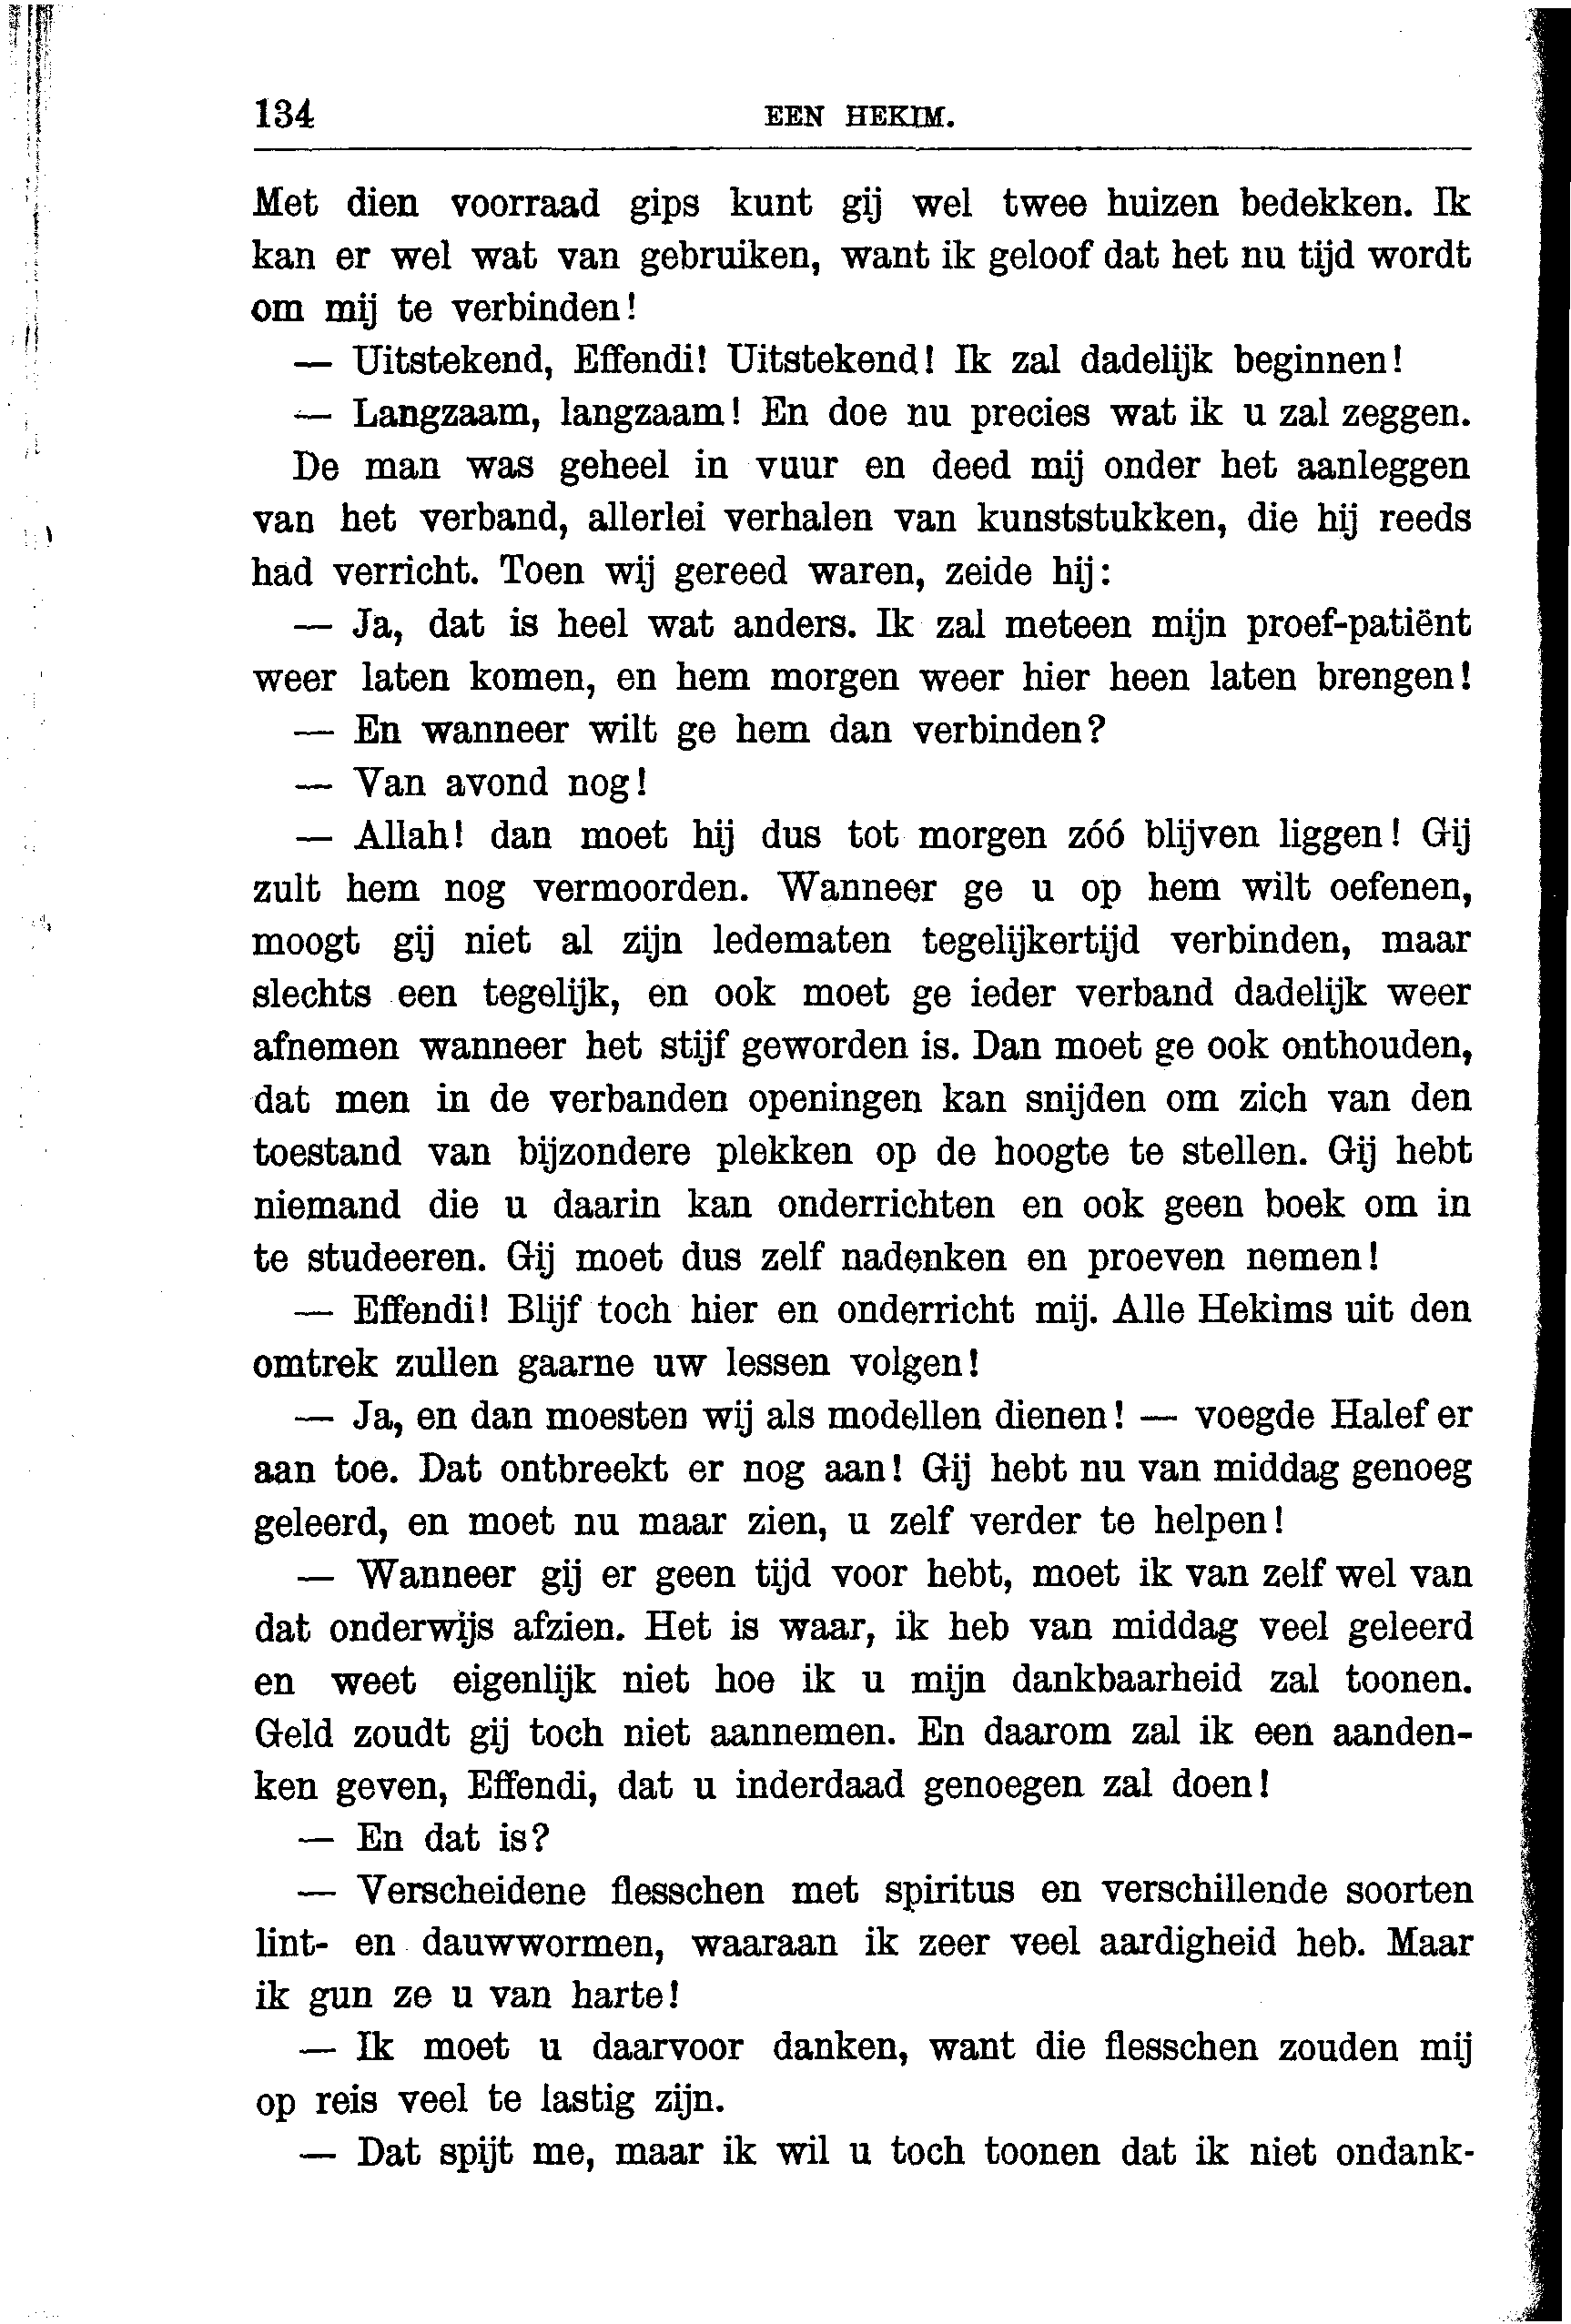 134 EEN HEKIM.
Met dien voorraad gips kunt gij wel twee huizen bedekken. Ik
kan er wel wat van gebruiken, want ik geloof dat het nu tijd wordt
om mij te verbinden!
— Uitstekend, Effendi! Uitstekend! Ik zal dadelijk beginnen!
— Langzaam, langzaam! En doe nu precies wat ik u zal zeggen.
De man was geheel in vuur en deed mij onder het aanleggen
van het verband, allerlei verhalen van kunststukken, die hij reeds
had verricht. Toen wij gereed waren, zeide hij:
— Ja, dat is heel wat anders. Ik zal meteen mijn proef-patiënt
weer laten komen, en hem morgen weer hier heen laten brengen!
— En wanneer wilt ge hem dan verbinden?
— Van avond nog!
— Allah! dan moet hij dus tot morgen zóó blijven liggen! Gij
zult hem nog vermoorden. Wanneer ge u op hem wilt oefenen,
moogt gij niet al zijn ledematen tegelijkertijd verbinden, maar
slechts een tegelijk, en ook moet ge ieder verband dadelijk weer
afnemen wanneer het stijf geworden is. Dan moet ge ook onthouden,
dat men in de verbanden openingen kan snijden om zich van den
toestand van bijzondere plekken op de hoogte te stellen. Gij hebt
niemand die u daarin kan onderrichten en ook geen boek om in
te studeeren. Gij moet dus zelf nadenken en proeven nemen!
— Effendi! Blijf toch hier en onderricht mij. Alle Hekims uit den
omtrek zullen gaarne uw lessen volgen!
— Ja, en dan moesten wij als modellen dienen! — voegde Halef er
aan toe. Dat ontbreekt er nog aan! Gij hebt nu van middag genoeg
geleerd, en moet nu maar zien, u zelf verder te helpen!
— Wanneer gij er geen tijd voor hebt, moet ik van zelf wel van
dat onderwijs afzien. Het is waar, ik heb van middag veel geleerd
en weet eigenlijk niet hoe ik u mijn dankbaarheid zal toonen.
Geld zoudt gij toch niet aannemen. En daarom zal ik een aanden-
ken geven, Effendi, dat u inderdaad genoegen zal doen!
— En dat is?
— Verscheidene flesschen met spiritus en verschillende soorten
lint- en dauwwormen, waaraan ik zeer veel aardigheid heb. Maar
ik gun ze u van harte!
— Ik moet u daarvoor danken, want die flesschen zouden mij
op reis veel te lastig zijn.
— Dat spijt me, maar ik wil u toch toonen dat ik niet ondank-